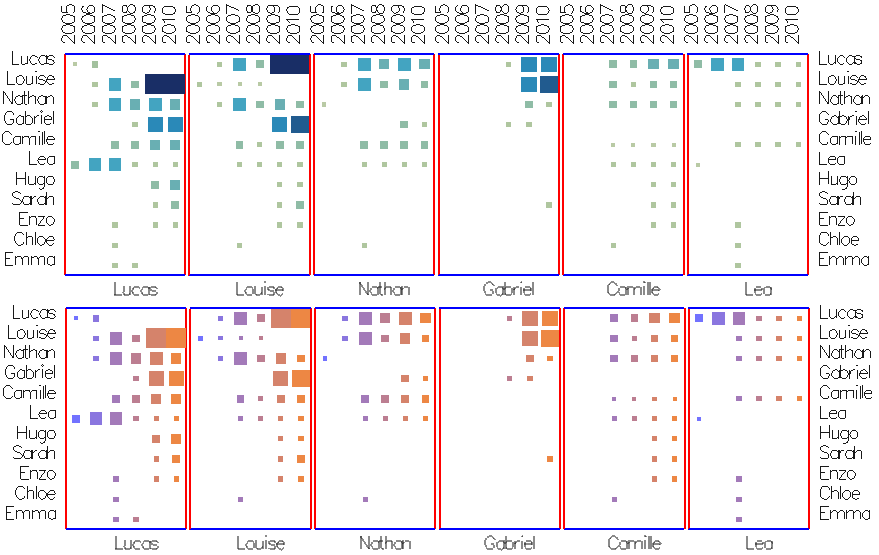 2005 2006 2007 2008 2009 2010 2005 2006 2007 2008 2009 2010 2005 2006 2007 2008 2009 2010 2005 2006 2007 2008 2009 2010 2005 2006 2007 2008 2009 2010 2005 2006 2007 2008 2009 2010
Lucas Lucas
Louise Louise
Nathan Nathan
Gabriel Gabriel
Camille Camille
Lea Lea
Hugo Hugo
Sarah Sarah
Enzo Enzo
Chloe Chloe
Emma Emma
Lucas Louise Nathan Gabriel Camille Lea
Lucas Lucas
Louise Louise
Nathan Nathan
Gabriel Gabriel
Camille Camille
Lea Lea
Hugo Hugo
Sarah Sarah
Enzo Enzo
Chloe Chloe
Emma Emma
Lucas Louise Nathan Gabriel Camille Lea